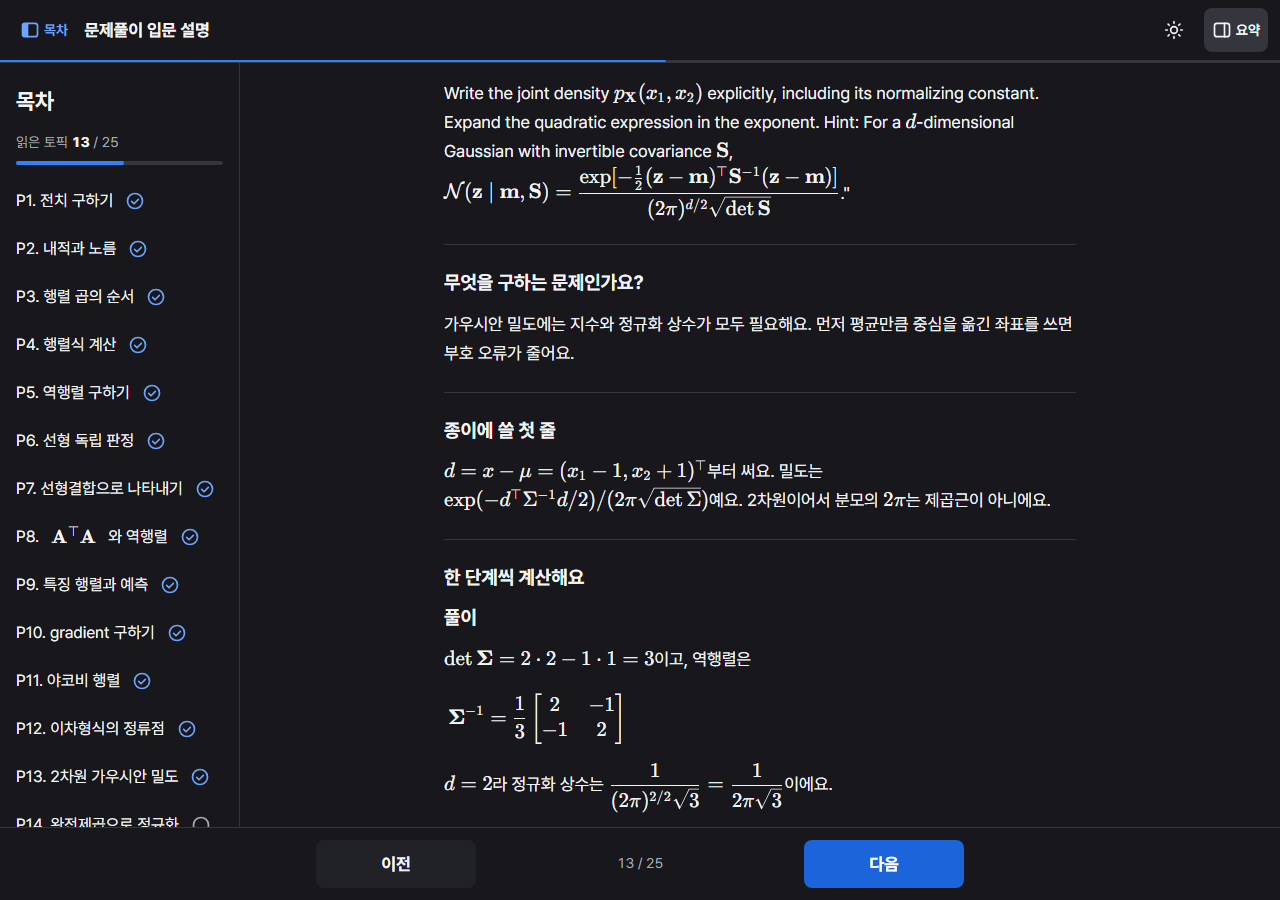 목차
문제풀이 입문 설명
요약
목차
읽은 토픽 13 / 25
P1. 전치 구하기
P2. 내적과 노름
P3. 행렬 곱의 순서
P4. 행렬식 계산
P5. 역행렬 구하기
P6. 선형 독립 판정
P7. 선형결합으로 나타내기
P8. A⊤A 와 역행렬
P9. 특징 행렬과 예측
P10. gradient 구하기
P11. 야코비 행렬
P12. 이차형식의 정류점
P13. 2차원 가우시안 밀도
P14. 완전제곱으로 정규화
Write the joint density p_X(x₁, x₂) explicitly, including its normalizing constant.
Expand the quadratic expression in the exponent. Hint: For a d-dimensional
Gaussian with invertible covariance S,
N(z | m, S) = exp[−½(z − m)⊤S⁻¹(z − m)] / ((2π)^{d/2}√(det S))."
무엇을 구하는 문제인가요?
가우시안 밀도에는 지수와 정규화 상수가 모두 필요해요. 먼저 평균만큼 중심을 옮긴 좌표를 쓰면
부호 오류가 줄어요.
종이에 쓸 첫 줄
d = x − μ = (x₁ − 1, x₂ + 1)⊤부터 써요. 밀도는
exp(−d⊤Σ⁻¹d/2)/(2π√(det Σ))예요. 2차원이어서 분모의 2π는 제곱근이 아니에요.
한 단계씩 계산해요
풀이
det Σ = 2 · 2 − 1 · 1 = 3이고, 역행렬은
Σ⁻¹ = 1/3 [2 −1
−1 2]
d = 2라 정규화 상수는 1/((2π)^{2/2}√3) = 1/(2π√3)이에요.
이전
13 / 25
다음